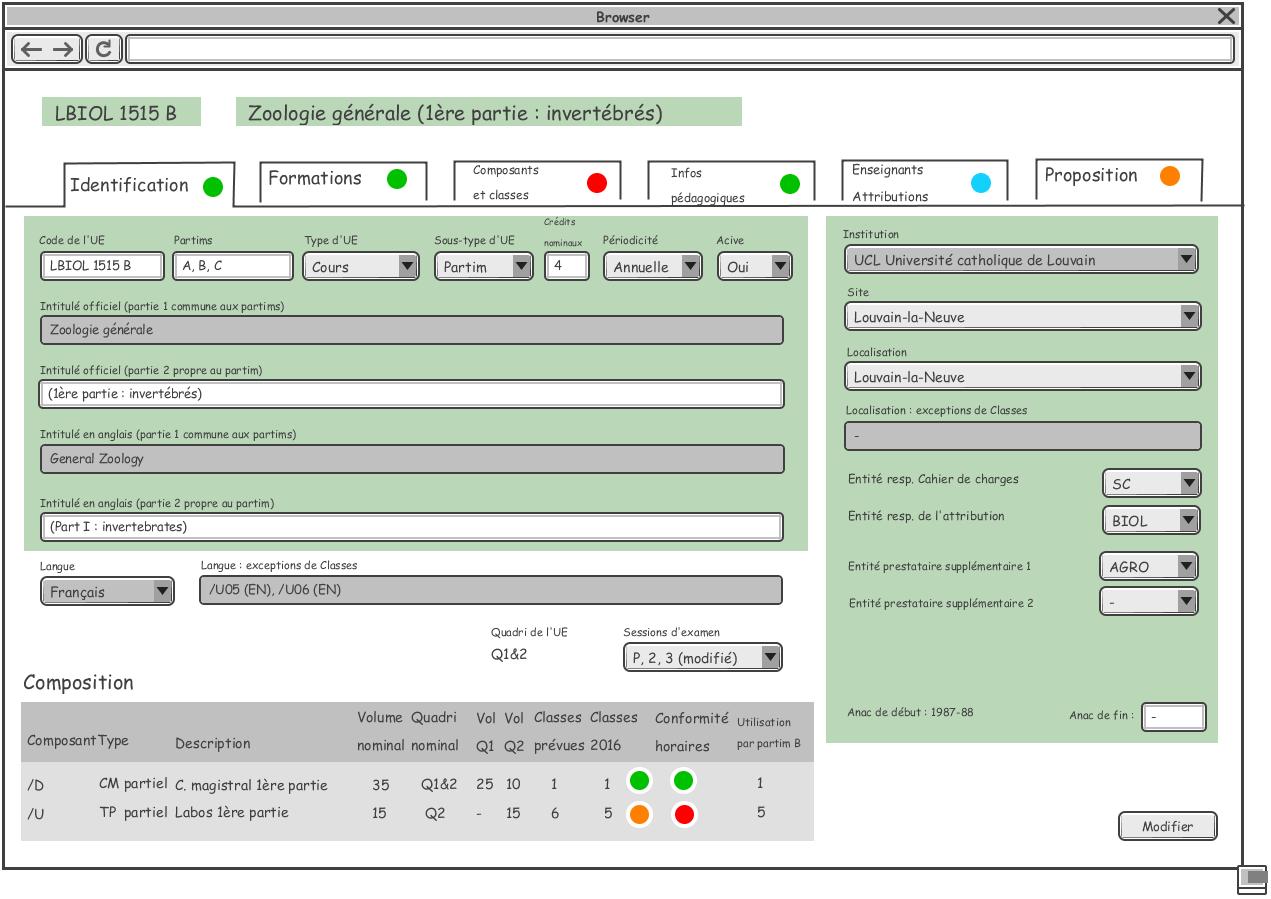 Browser
LBIOL 1515 B
Zoologie générale (1ère partie : invertébrés)
Identification
Formations
Composants
et classes
Infos
pédagogiques
Enseignants
Attributions
Proposition
Code de l'UE
Partims
Type d'UE
Sous-type d'UE
Crédits
nominaux
Périodicité
Acive
LBIOL 1515 B
A, B, C
Cours
Partim
4
Annuelle
Oui
Intitulé officiel (partie 1 commune aux partims)
Zoologie générale
Intitulé officiel (partie 2 propre au partim)
(1ère partie : invertébrés)
Intitulé en anglais (partie 1 commune aux partims)
General Zoology
Intitulé en anglais (partie 2 propre au partim)
(Part I : invertebrates)
Langue
Langue : exceptions de Classes
Français
/U05 (EN), /U06 (EN)
Quadri de l'UE
Q1&2
Sessions d'examen
P, 2, 3 (modifié)
Institution
UCL Université catholique de Louvain
Site
Louvain-la-Neuve
Localisation
Louvain-la-Neuve
Localisation : exceptions de Classes
-
Entité resp. Cahier de charges
SC
Entité resp. de l'attribution
BIOL
Entité prestataire supplémentaire 1
AGRO
Entité prestataire supplémentaire 2
-
Anac de début : 1987-88
Anac de fin :
-
Composition
Composant Type Description Volume nominal Quadri nominal Vol Q1 Vol Q2 Classes prévues Classes 2016 Conformité horaires Utilisation par partim B
/D CM partiel C. magistral 1ère partie 35 Q1&2 25 10 1 1 1
/U TP partiel Labos 1ère partie 15 Q2 - 15 6 5 5
Modifier